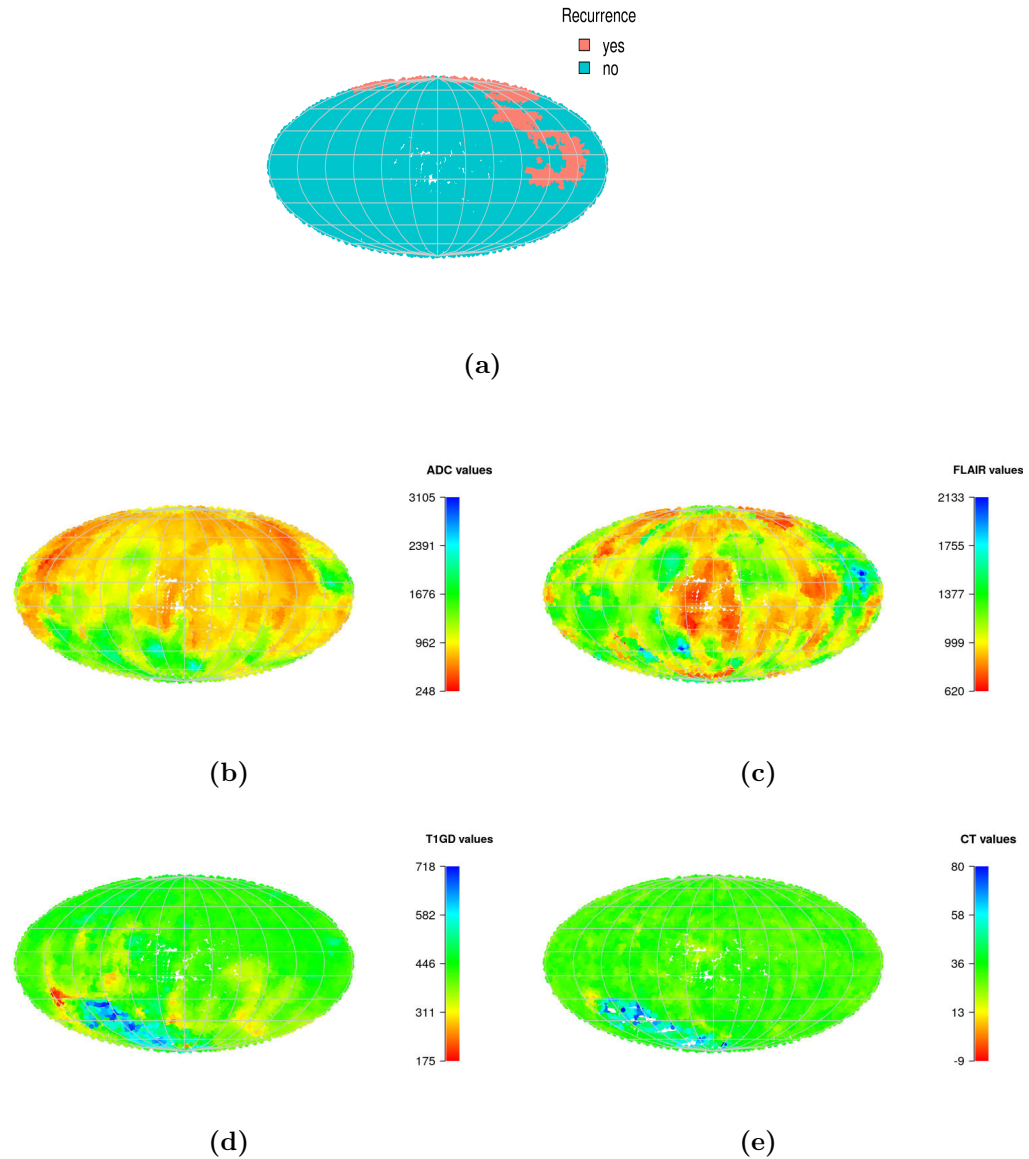 Recurrence
yes
no
(a)
ADC values
3105
2391
1676
962
248
FLAIR values
2133
1755
1377
999
620
(b)
(c)
T1GD values
718
582
446
311
175
CT values
80
58
36
13
-9
(d)
(e)